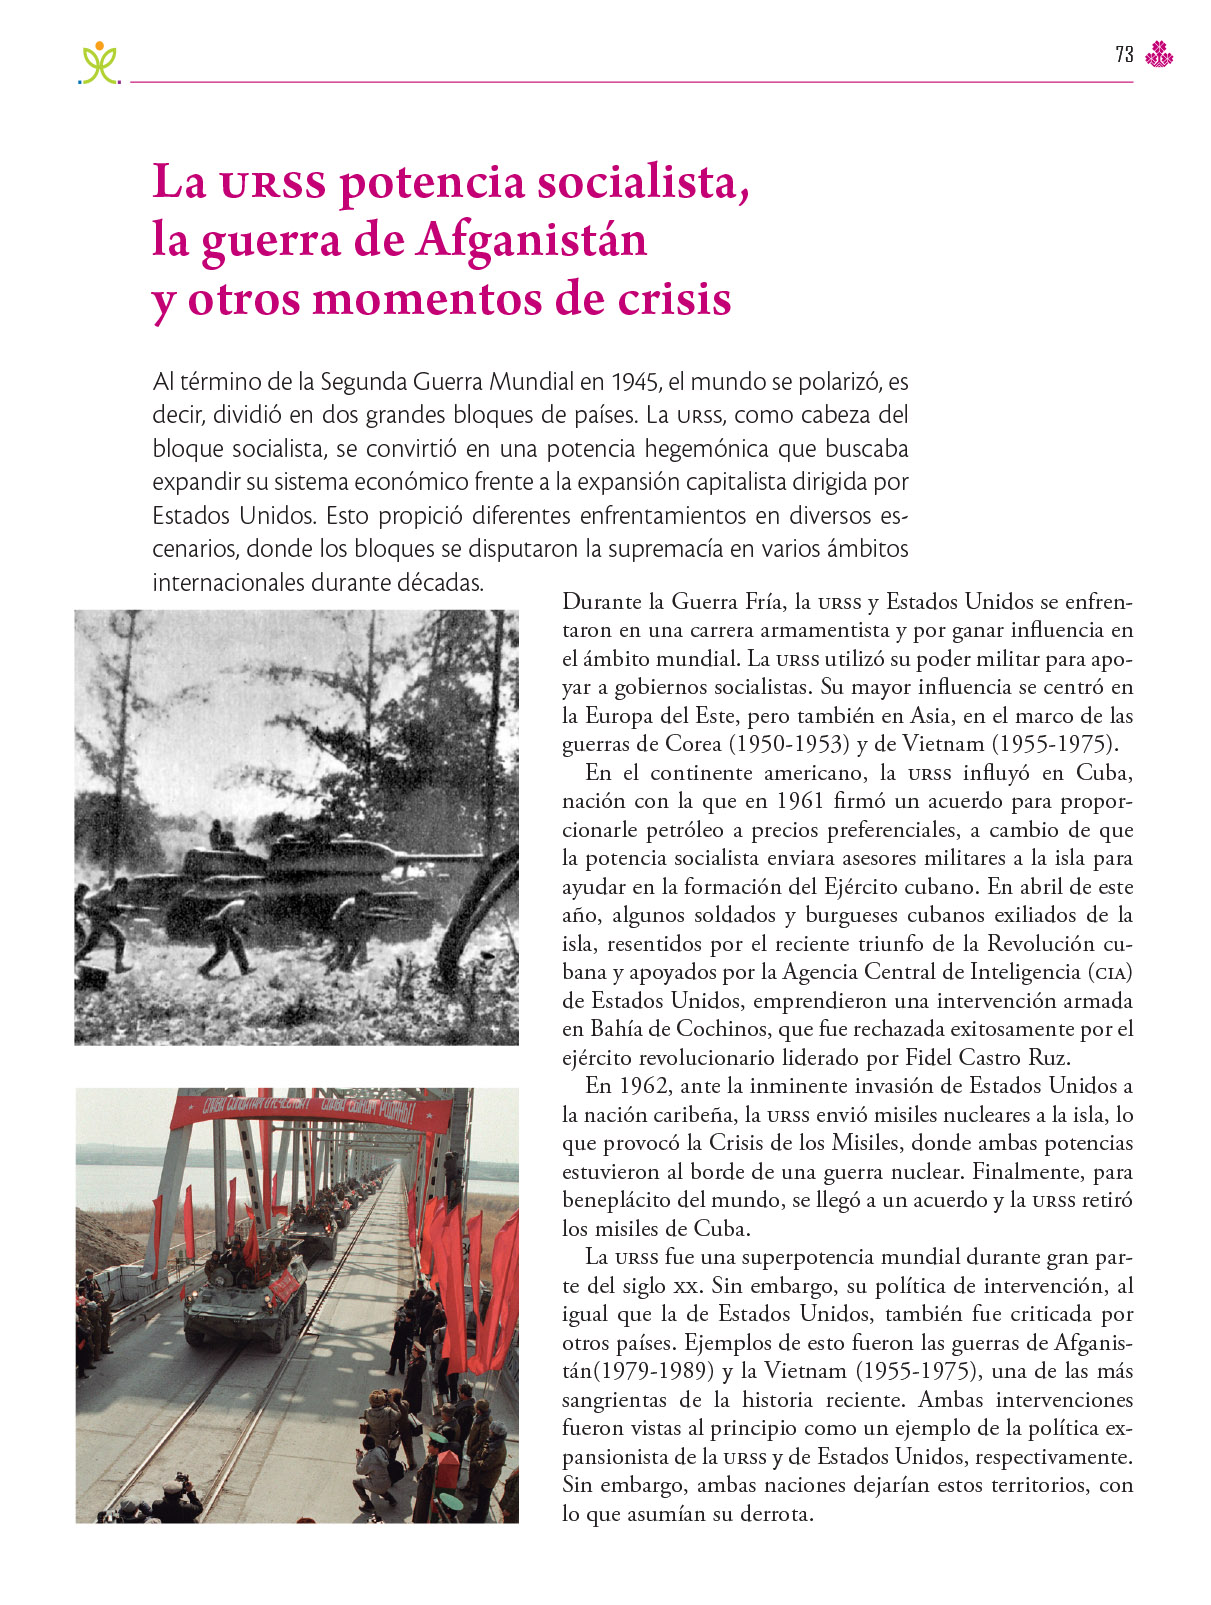 73
La URSS potencia socialista,
la guerra de Afganistán
y otros momentos de crisis
Al término de la Segunda Guerra Mundial en 1945, el mundo se polarizó, es
decir, dividió en dos grandes bloques de países. La URSS, como cabeza del
bloque socialista, se convirtió en una potencia hegemónica que buscaba
expandir su sistema económico frente a la expansión capitalista dirigida por
Estados Unidos. Esto propició diferentes enfrentamientos en diversos es-
cenarios, donde los bloques se disputaron la supremacía en varios ámbitos
internacionales durante décadas.
Durante la Guerra Fría, la URSS y Estados Unidos se enfren-
taron en una carrera armamentista y por ganar influencia en
el ámbito mundial. La URSS utilizó su poder militar para apo-
yar a gobiernos socialistas. Su mayor influencia se centró en
la Europa del Este, pero también en Asia, en el marco de las
guerras de Corea (1950-1953) y de Vietnam (1955-1975).
En el continente americano, la URSS influyó en Cuba,
nación con la que en 1961 firmó un acuerdo para propor-
cionarle petróleo a precios preferenciales, a cambio de que
la potencia socialista enviara asesores militares a la isla para
ayudar en la formación del Ejército cubano. En abril de este
año, algunos soldados y burgueses cubanos exiliados de la
isla, resentidos por el reciente triunfo de la Revolución cu-
bana y apoyados por la Agencia Central de Inteligencia (CIA)
de Estados Unidos, emprendieron una intervención armada
en Bahía de Cochinos, que fue rechazada exitosamente por el
ejército revolucionario liderado por Fidel Castro Ruz.
En 1962, ante la inminente invasión de Estados Unidos a
la nación caribeña, la URSS envió misiles nucleares a la isla, lo
que provocó la Crisis de los Misiles, donde ambas potencias
estuvieron al borde de una guerra nuclear. Finalmente, para
beneplácito del mundo, se llegó a un acuerdo y la URSS retiró
los misiles de Cuba.
La URSS fue una superpotencia mundial durante gran par-
te del siglo XX. Sin embargo, su política de intervención, al
igual que la de Estados Unidos, también fue criticada por
otros países. Ejemplos de esto fueron las guerras de Afganis-
tán(1979-1989) y la Vietnam (1955-1975), una de las más
sangrientas de la historia reciente. Ambas intervenciones
fueron vistas al principio como un ejemplo de la política ex-
pansionista de la URSS y de Estados Unidos, respectivamente.
Sin embargo, ambas naciones dejarían estos territorios, con
lo que asumían su derrota.